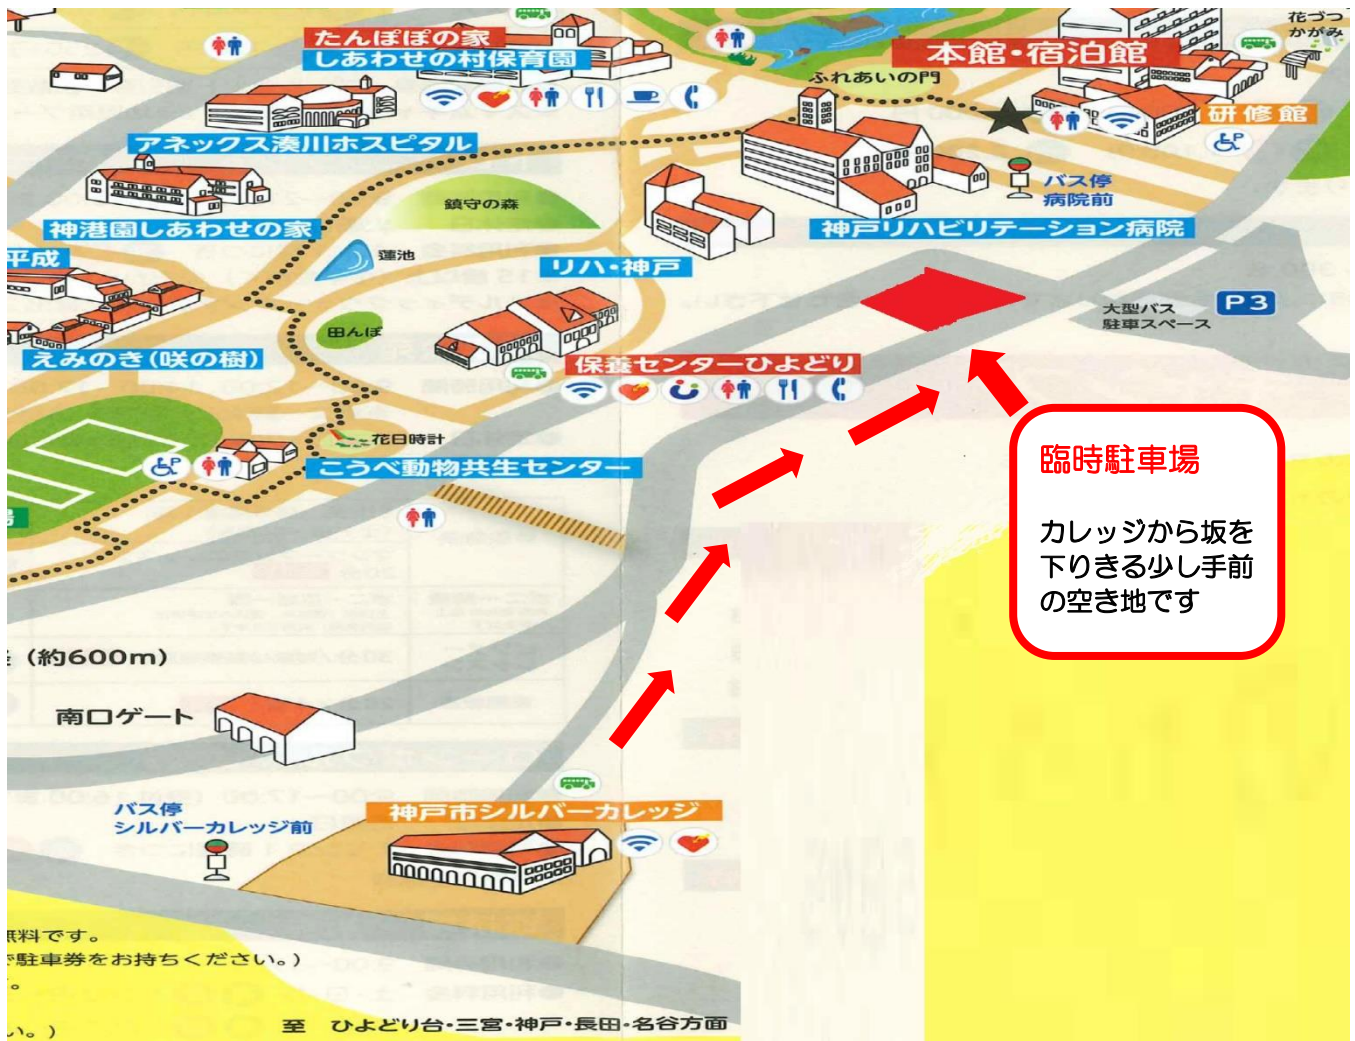 たんぽぽの家
しあわせの村保育園
本館・宿泊館
花づつ
かがみ
ふれあいの門
研修館
アネックス湊川ホスピタル
バス停
病院前
鎮守の森
神港園しあわせの家
神戸リハビリテーション病院
平成
蓮池
リハ・神戸
P3
大型バス
駐車スペース
田んぼ
えみのき(咲の樹)
保養センターひよどり
花日時計
こうべ動物共生センター
臨時駐車場
カレッジから坂を
下りきる少し手前
の空き地です
(約600m)
南口ゲート
バス停
シルバーカレッジ前
神戸市シルバーカレッジ
無料です。
で駐車券をお持ちください。)
い。)
至 ひよどり台・三宮・神戸・長田・名谷方面